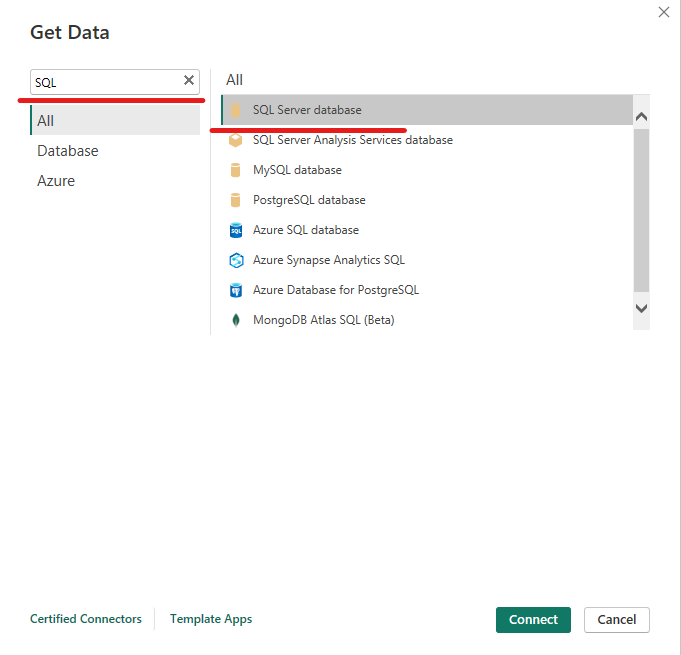 Get Data
SQL
All
Database
Azure
All
SQL Server database
SQL Server Analysis Services database
MySQL database
PostgreSQL database
SQL
Azure SQL database
Azure Synapse Analytics SQL
Azure Database for PostgreSQL
MongoDB Atlas SQL (Beta)
Certified Connectors
Template Apps
Connect
Cancel